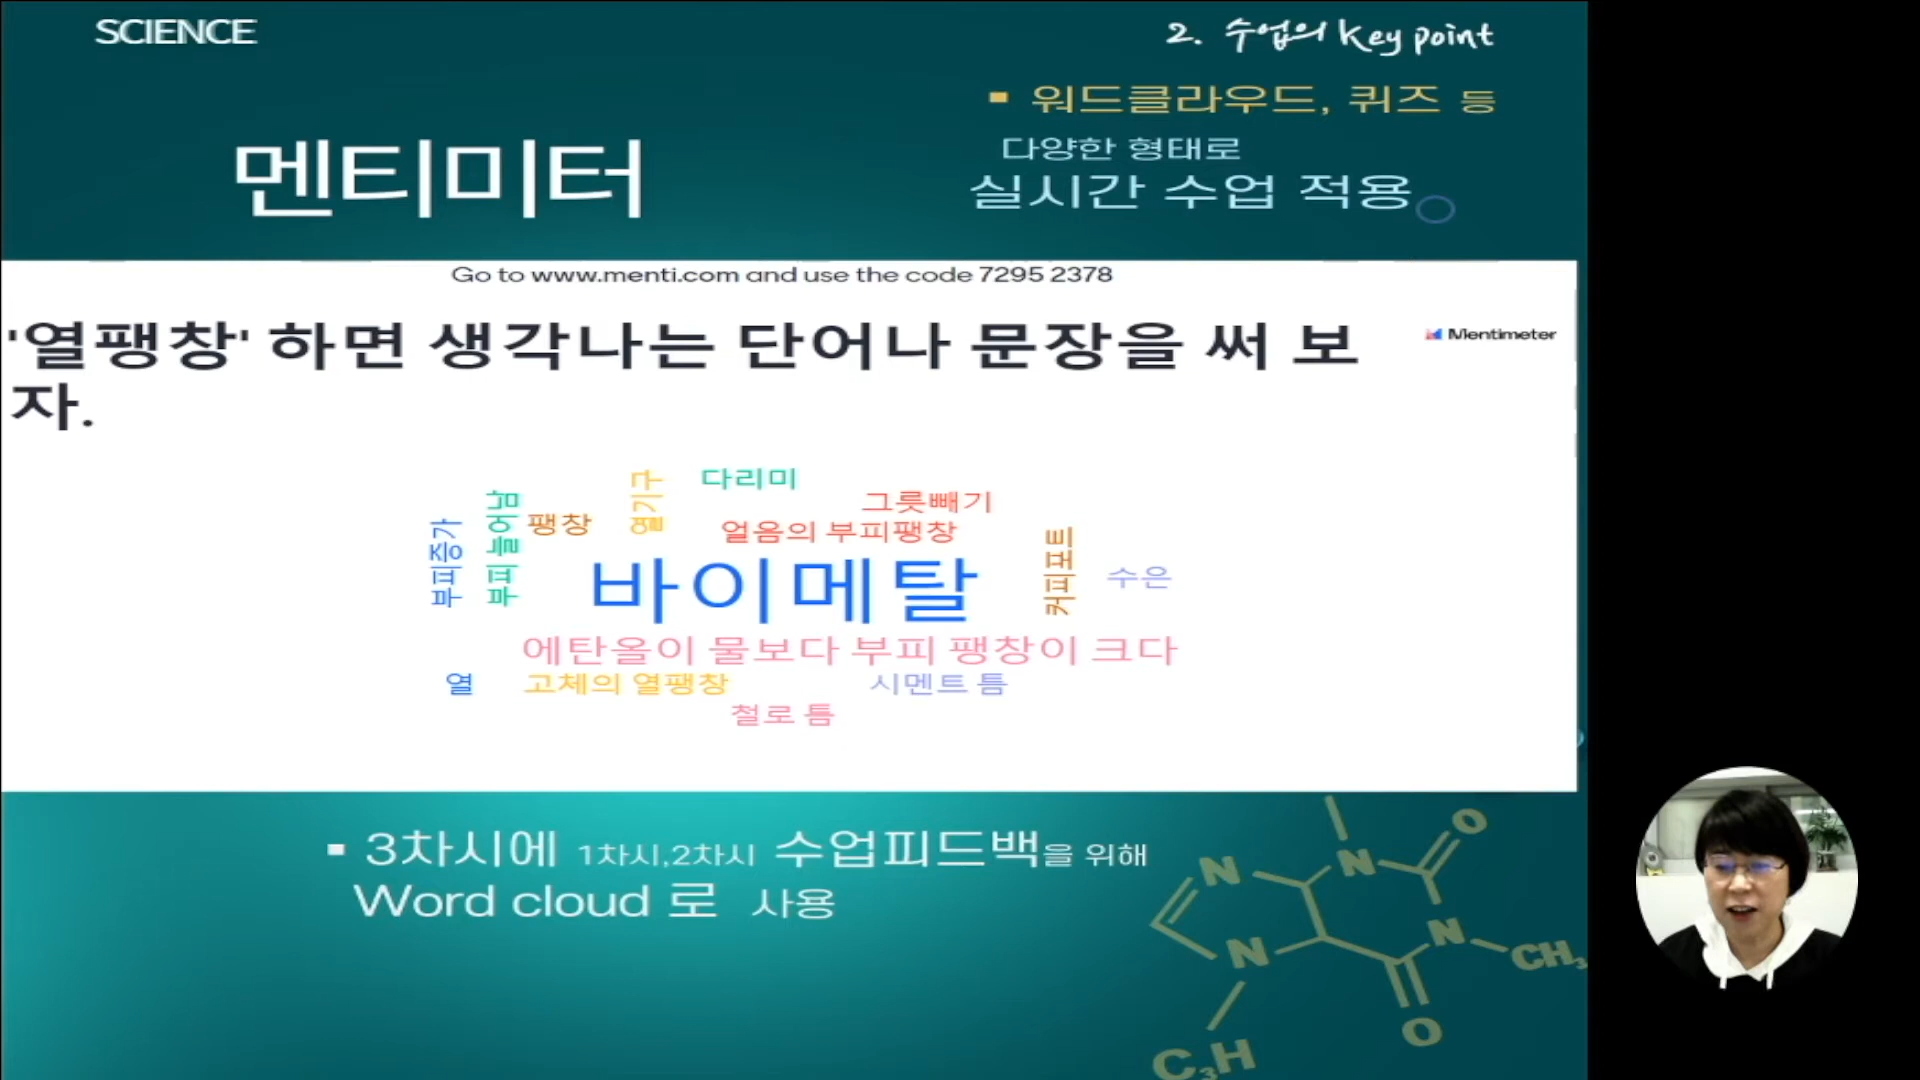 SCIENCE
2. 수업의 key point
▪ 워드클라우드, 퀴즈 등
다양한 형태로
실시간 수업 적용
멘티미터
Go to www.menti.com and use the code 7295 2378
'열팽창' 하면 생각나는 단어나 문장을 써 보
자.
Mentimeter
다리미
열기구
그릇빼기
부피 늘어남
팽창
얼음의 부피팽창
부피증가
바이메탈
커피포트
수은
에탄올이 물보다 부피 팽창이 크다
열
고체의 열팽창
시멘트 틈
철로 틈
▪ 3차시에 1차시,2차시 수업피드백을 위해
Word cloud 로 사용
O
N
N
N
N
CH₃
O
C₃H